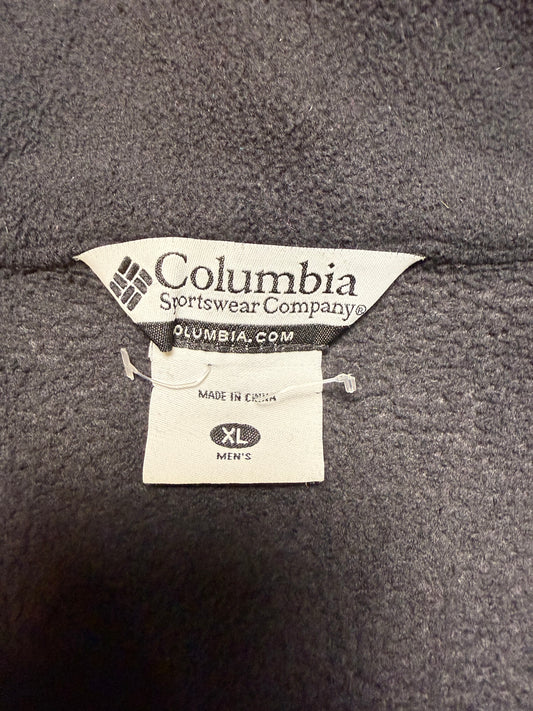 Columbia
Sportswear Company®
COLUMBIA.COM
MADE IN CHINA
XL
MEN'S